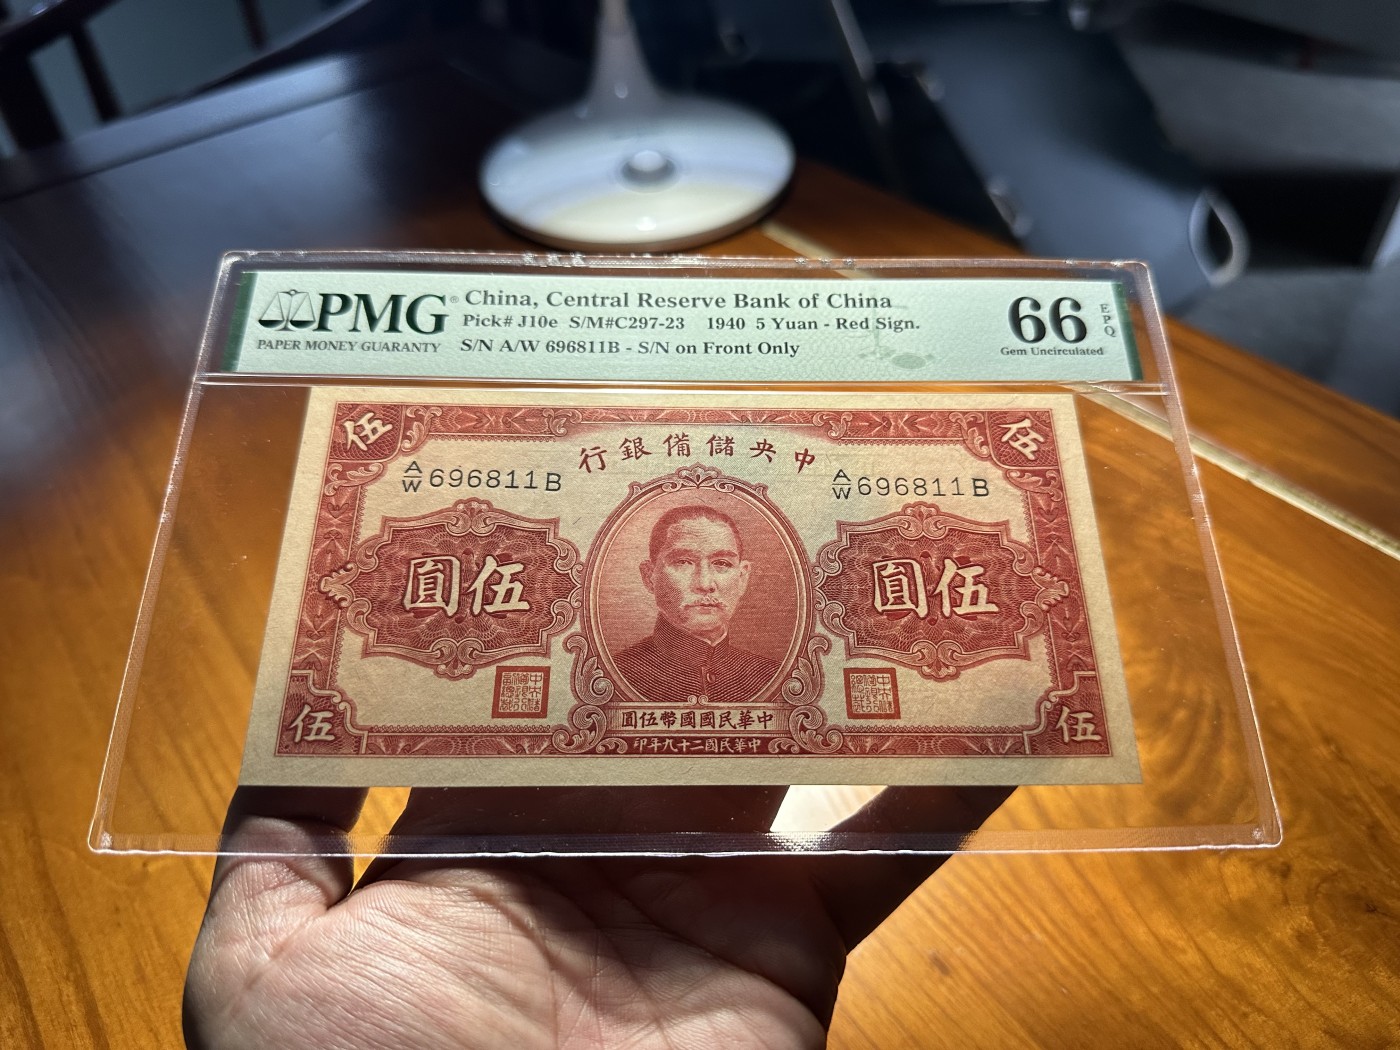 PMG®
PAPER MONEY GUARANTY
China, Central Reserve Bank of China
Pick# J10e S/M#C297-23 1940 5 Yuan - Red Sign.
S/N A/W 696811B - S/N on Front Only
66 EPQ
Gem Uncirculated
伍
伍
行銀備儲央中
A/W 696811B
A/W 696811B
圓伍
圓伍
圓伍幣國國民華中
印年九十二國民華中
伍
伍